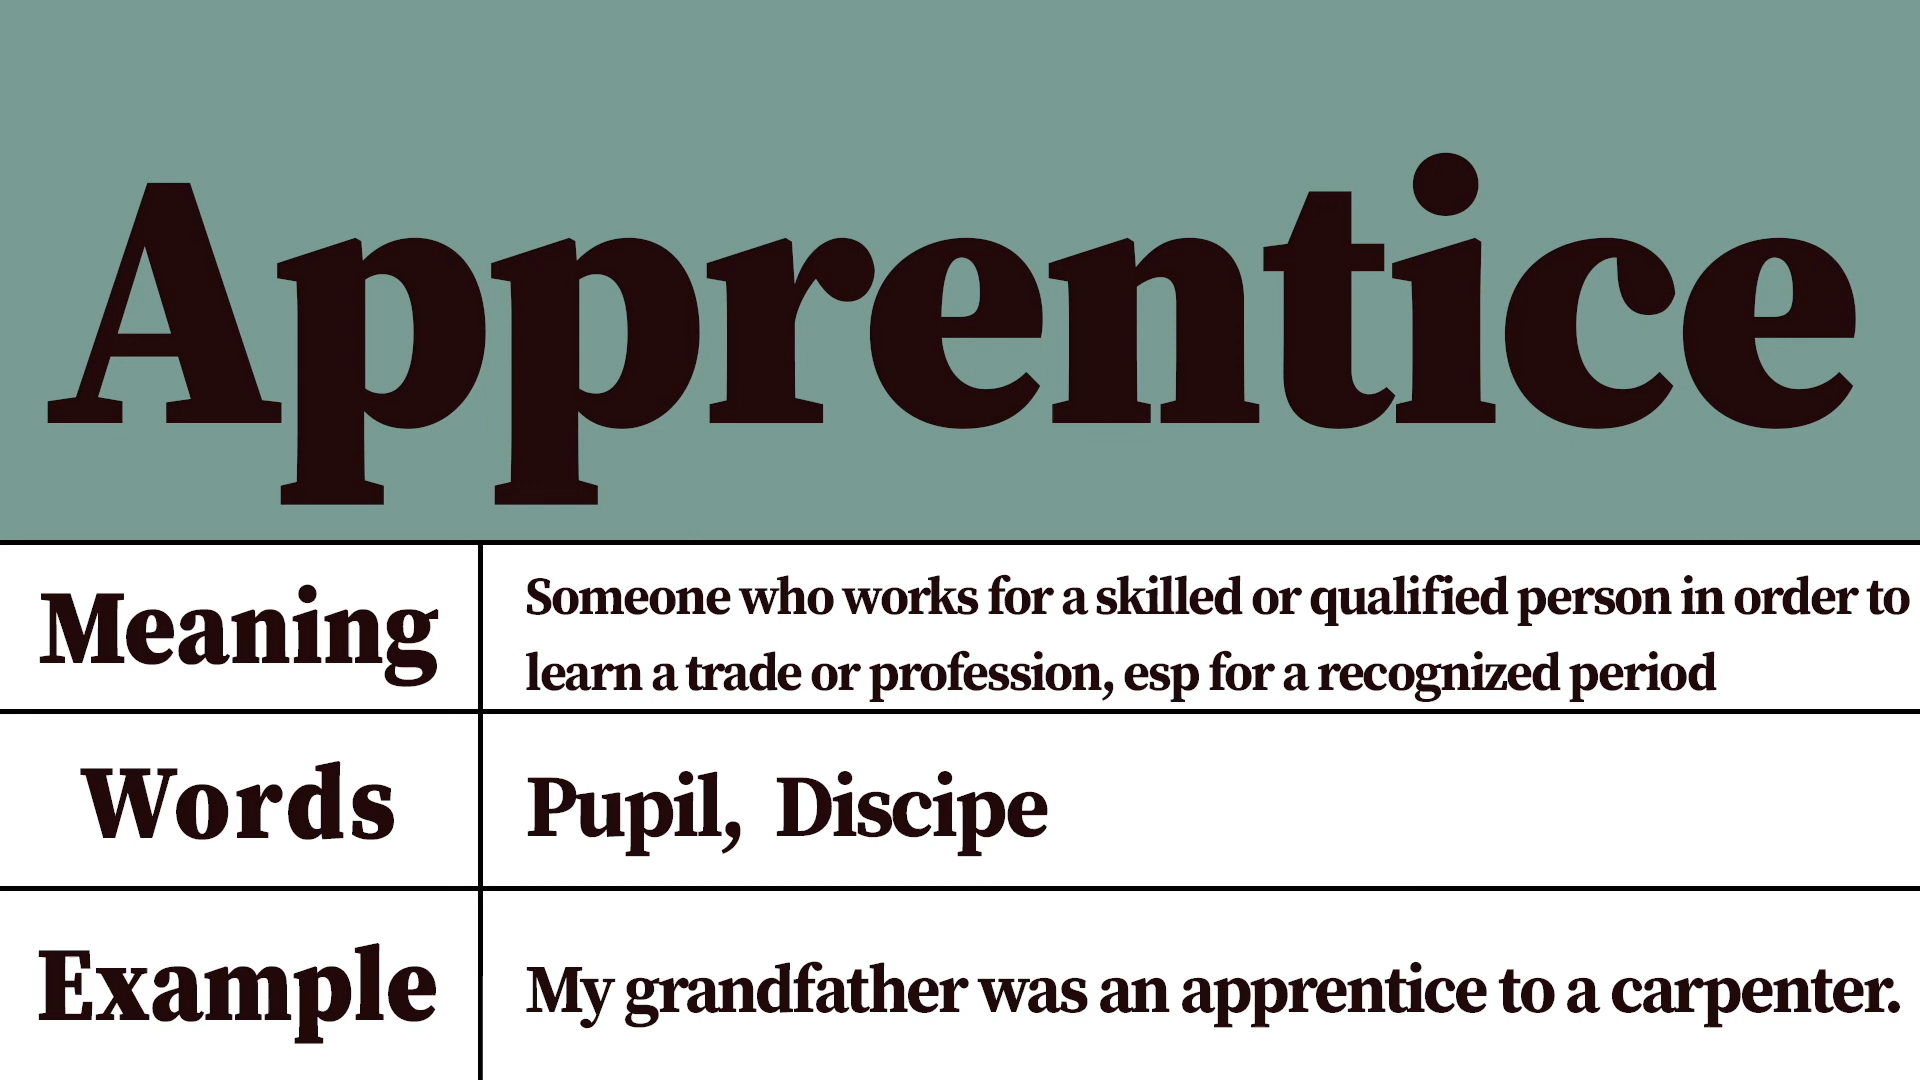 Apprentice
Meaning
Someone who works for a skilled or qualified person in order to
learn a trade or profession, esp for a recognized period
Words
Pupil, Discipe
Example
My grandfather was an apprentice to a carpenter.